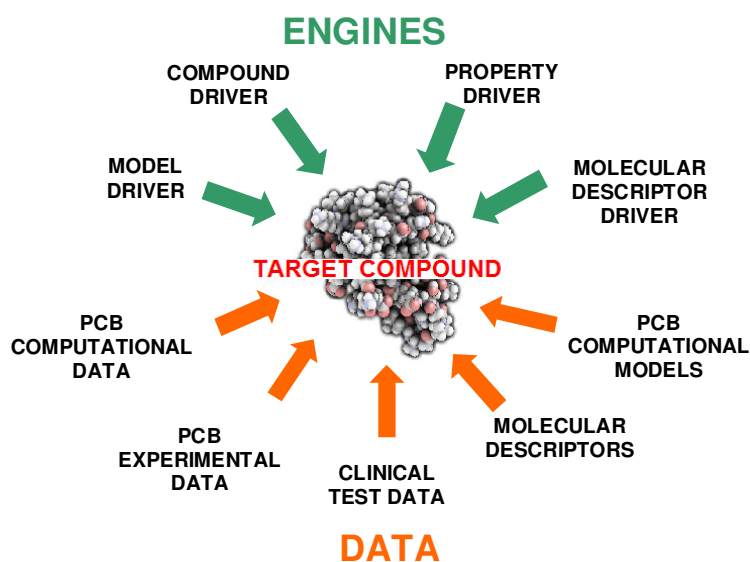 ENGINES
COMPOUND
DRIVER
PROPERTY
DRIVER
MODEL
DRIVER
MOLECULAR
DESCRIPTOR
DRIVER
TARGET COMPOUND
PCB
COMPUTATIONAL
DATA
PCB
COMPUTATIONAL
MODELS
PCB
EXPERIMENTAL
DATA
MOLECULAR
DESCRIPTORS
CLINICAL
TEST DATA
DATA